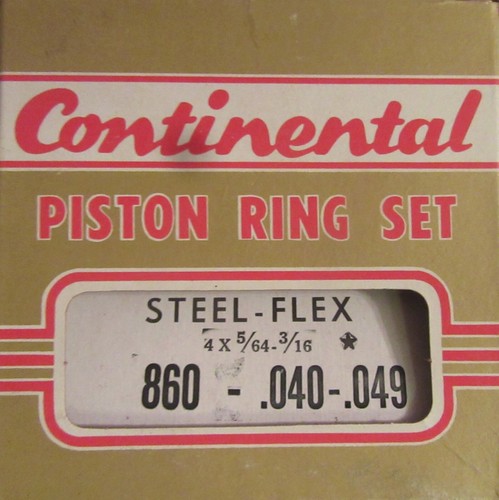 Continental
PISTON RING SET
STEEL-FLEX
4 X 5/64-3/16 ★
860 - .040-.049